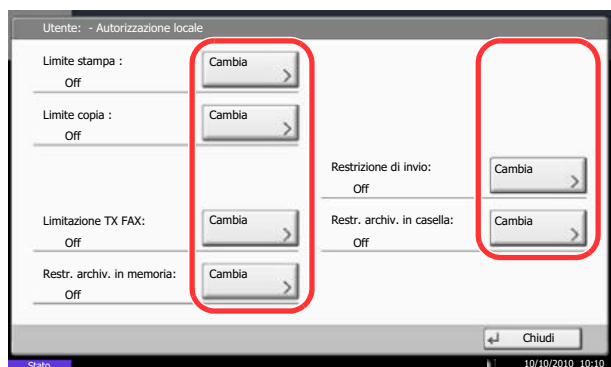 Utente: - Autorizzazione locale
Limite stampa :
Off
Cambia
Limite copia :
Off
Cambia
Restrizione di invio:
Off
Cambia
Limitazione TX FAX:
Off
Cambia
Restr. archiv. in casella:
Off
Cambia
Restr. archiv. in memoria:
Off
Cambia
Chiudi
Stato
10/10/2010 10:10